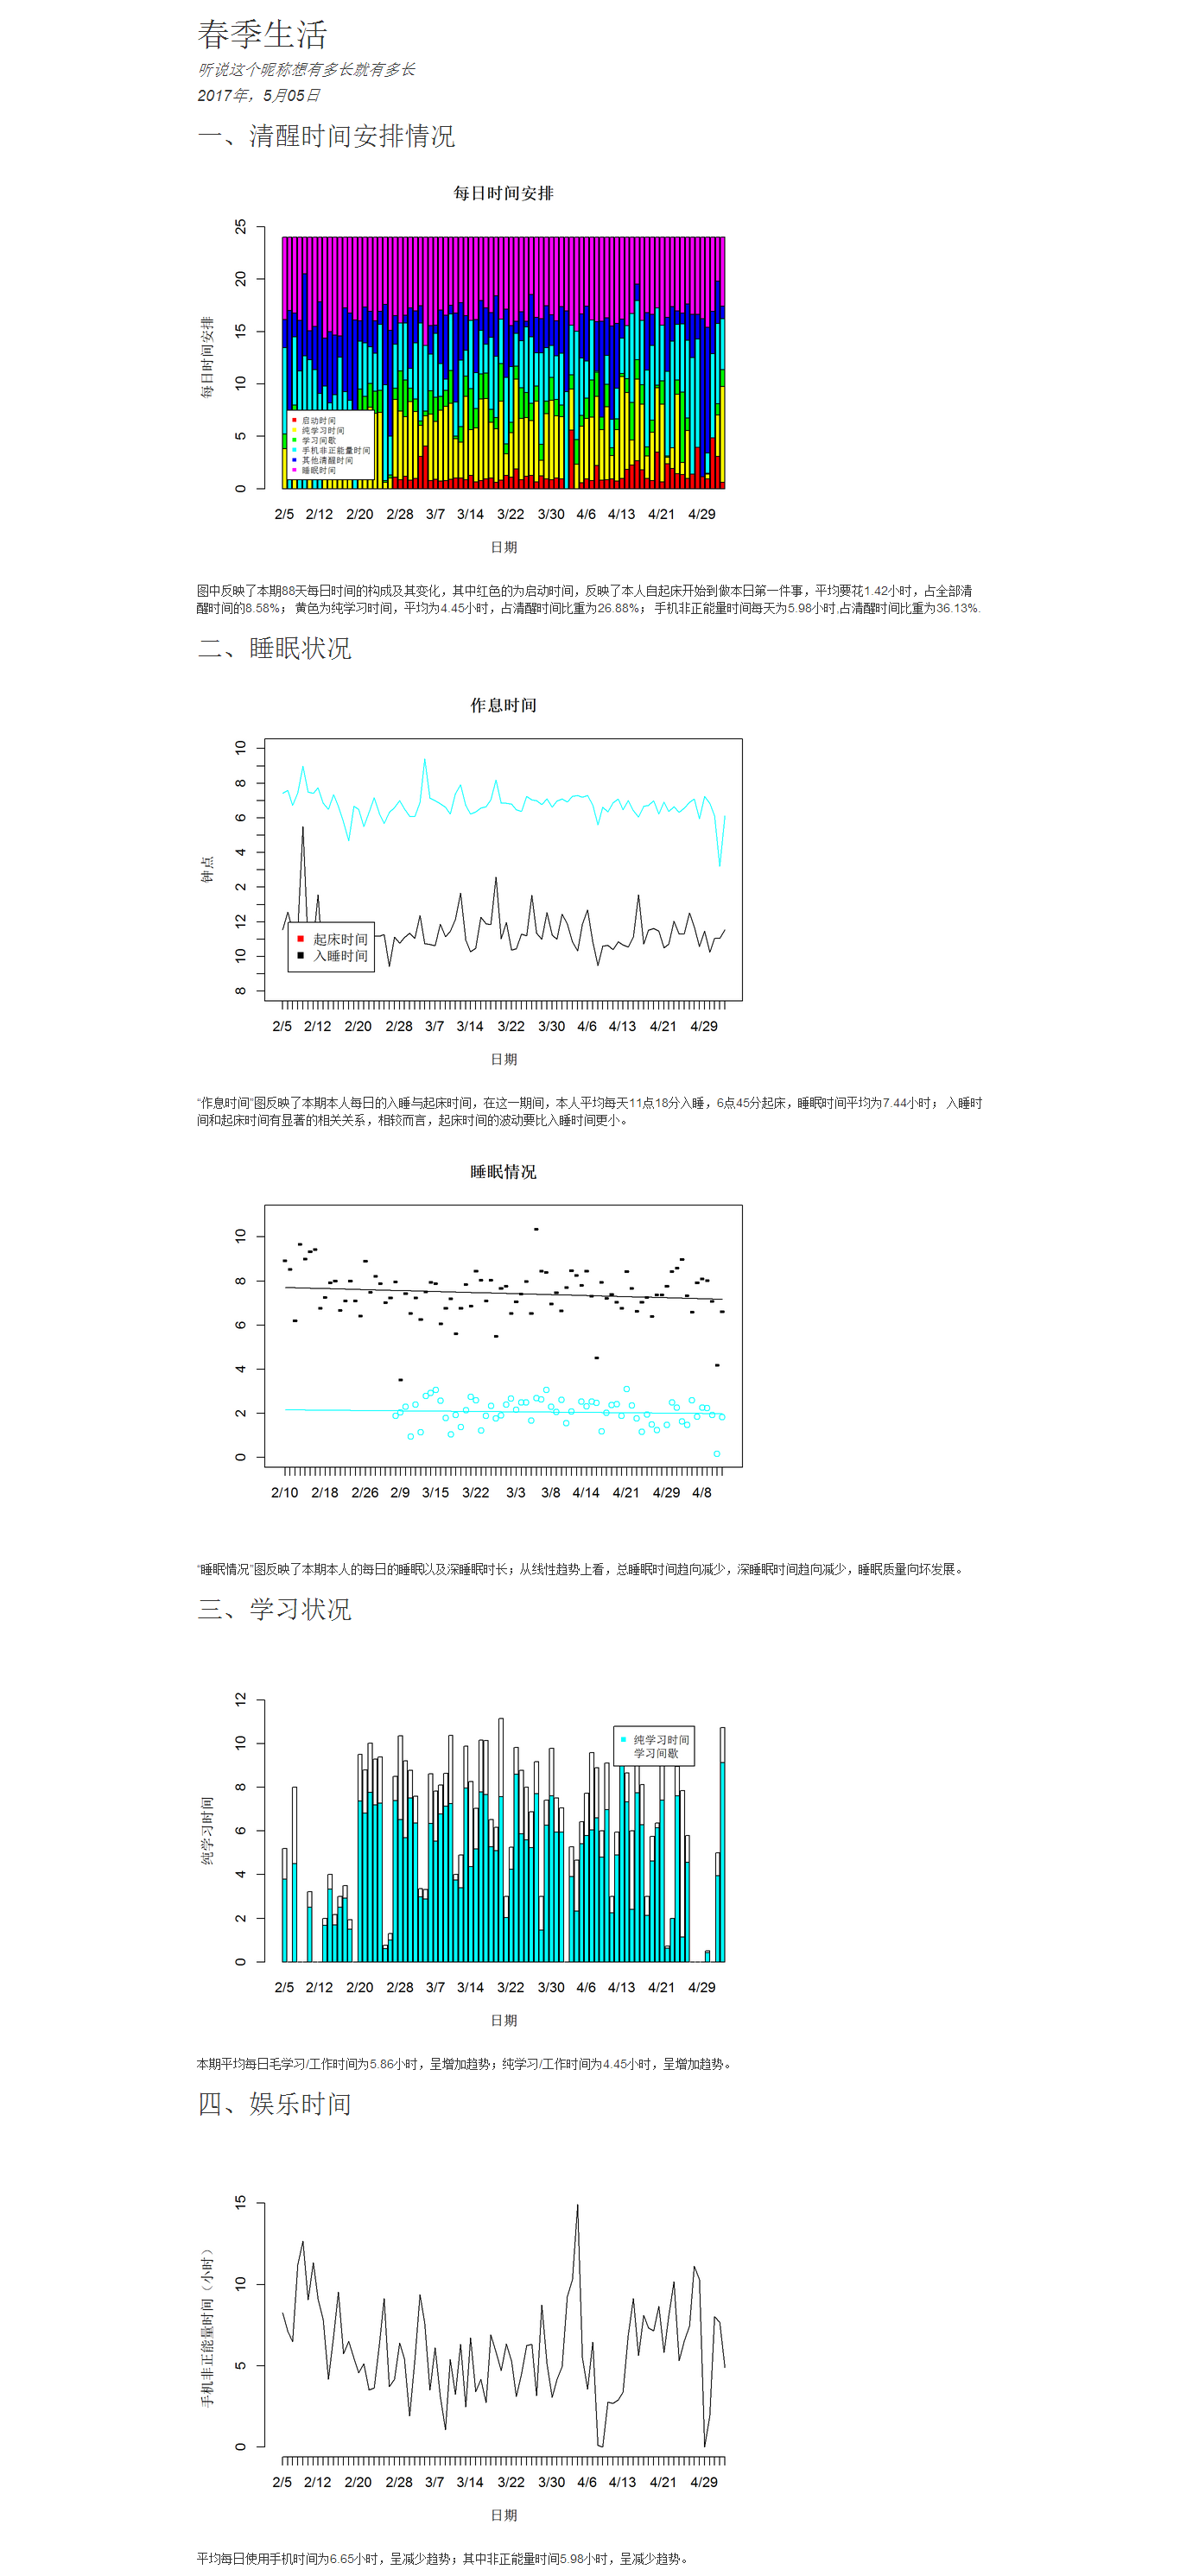 春季生活
听说这个昵称想有多长就有多长
2017年，5月05日
一、清醒时间安排情况
每日时间安排
25
20
15
10
5
0
每日时间安排
启动时间
纯学习时间
学习间歇
手机非正能量时间
其他清醒时间
睡眠时间
2/5 2/12 2/20 2/28 3/7 3/14 3/22 3/30 4/6 4/13 4/21 4/29
日期
图中反映了本期88天每日时间的构成及其变化，其中红色的为启动时间，反映了本人自起床开始到做本日第一件事，平均要花1.42小时，占全部清
醒时间的8.58%； 黄色为纯学习时间，平均为4.45小时，占清醒时间比重为26.88%； 手机非正能量时间每天为5.98小时,占清醒时间比重为36.13%.
二、睡眠状况
作息时间
10
8
6
4
2
12
10
8
钟点
起床时间
入睡时间
2/5 2/12 2/20 2/28 3/7 3/14 3/22 3/30 4/6 4/13 4/21 4/29
日期
“作息时间”图反映了本期本人每日的入睡与起床时间，在这一期间，本人平均每天11点18分入睡，6点45分起床，睡眠时间平均为7.44小时； 入睡时
间和起床时间有显著的相关关系，相较而言，起床时间的波动要比入睡时间更小。
睡眠情况
10
8
6
4
2
0
2/10 2/18 2/26 2/9 3/15 3/22 3/3 3/8 4/14 4/21 4/29 4/8
“睡眠情况”图反映了本期本人的每日的睡眠以及深睡眠时长；从线性趋势上看，总睡眠时间趋向减少，深睡眠时间趋向减少，睡眠质量向坏发展。
三、学习状况
12
10
8
6
4
2
0
纯学习时间
纯学习时间
学习间歇
2/5 2/12 2/20 2/28 3/7 3/14 3/22 3/30 4/6 4/13 4/21 4/29
日期
本期平均每日毛学习/工作时间为5.86小时，呈增加趋势；纯学习/工作时间为4.45小时，呈增加趋势。
四、娱乐时间
15
10
5
0
手机非正能量时间（小时）
2/5 2/12 2/20 2/28 3/7 3/14 3/22 3/30 4/6 4/13 4/21 4/29
日期
平均每日使用手机时间为6.65小时，呈减少趋势；其中非正能量时间5.98小时，呈减少趋势。